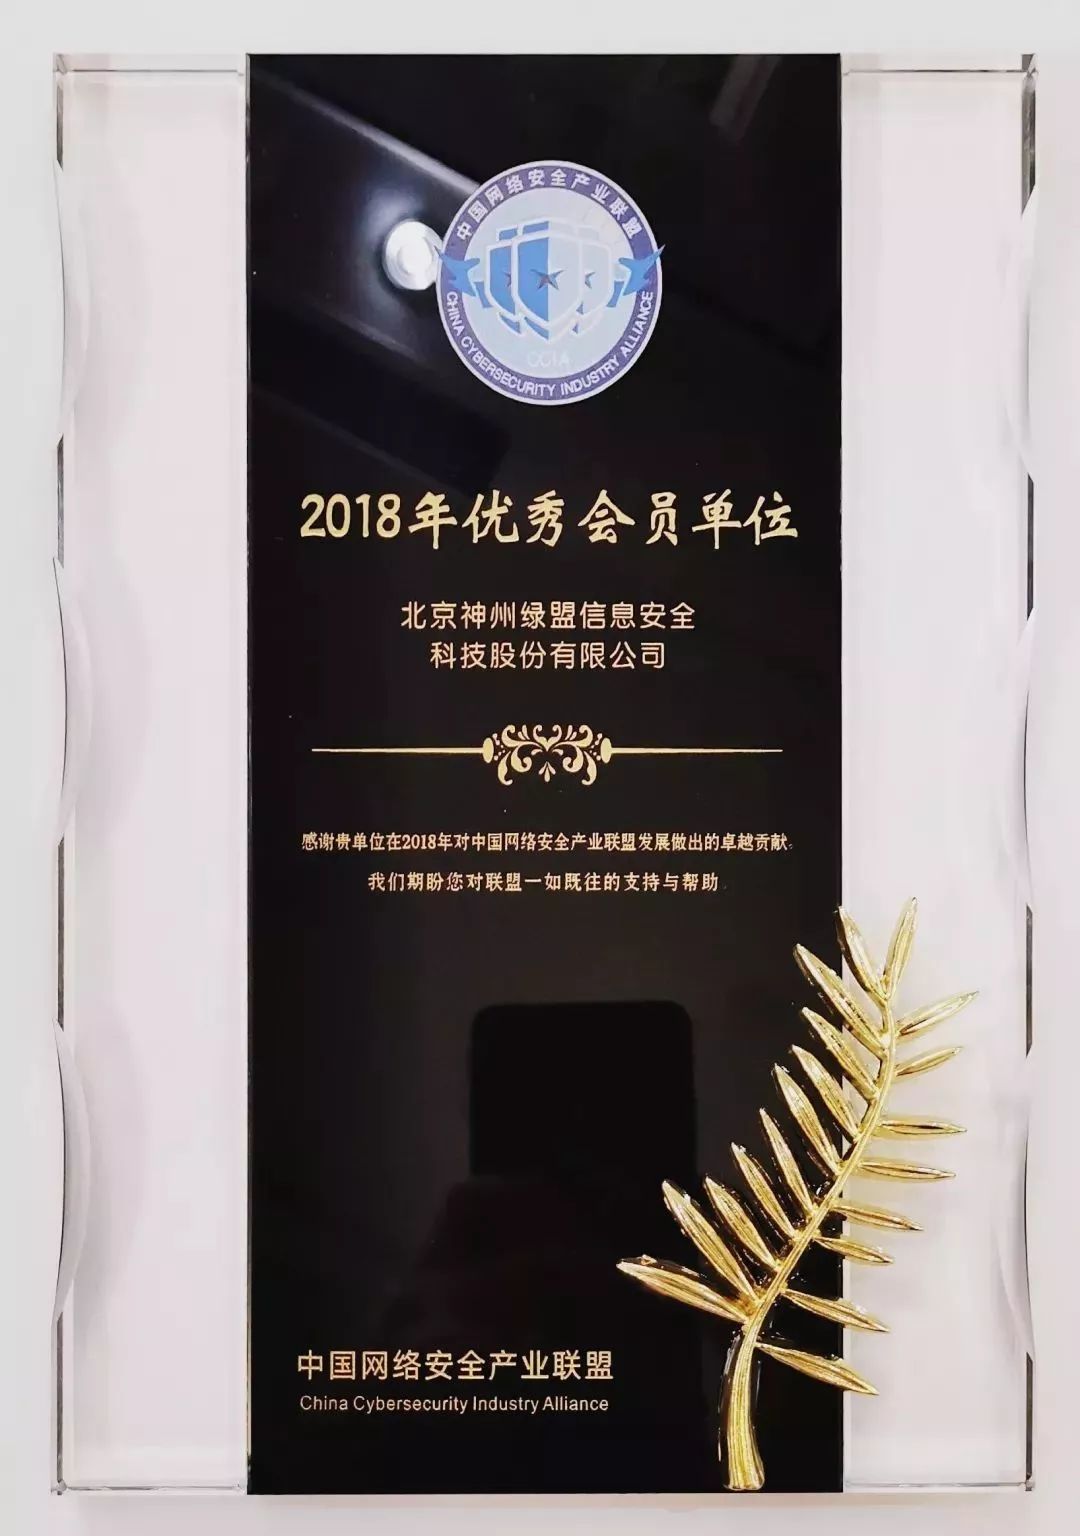 中国网络安全产业联盟
CCIA
CHINA CYBERSECURITY INDUSTRY ALLIANCE
2018年优秀会员单位
北京神州绿盟信息安全
科技股份有限公司
感谢贵单位在2018年对中国网络安全产业联盟发展做出的卓越贡献。
我们期盼您对联盟一如既往的支持与帮助
中国网络安全产业联盟
China Cybersecurity Industry Alliance